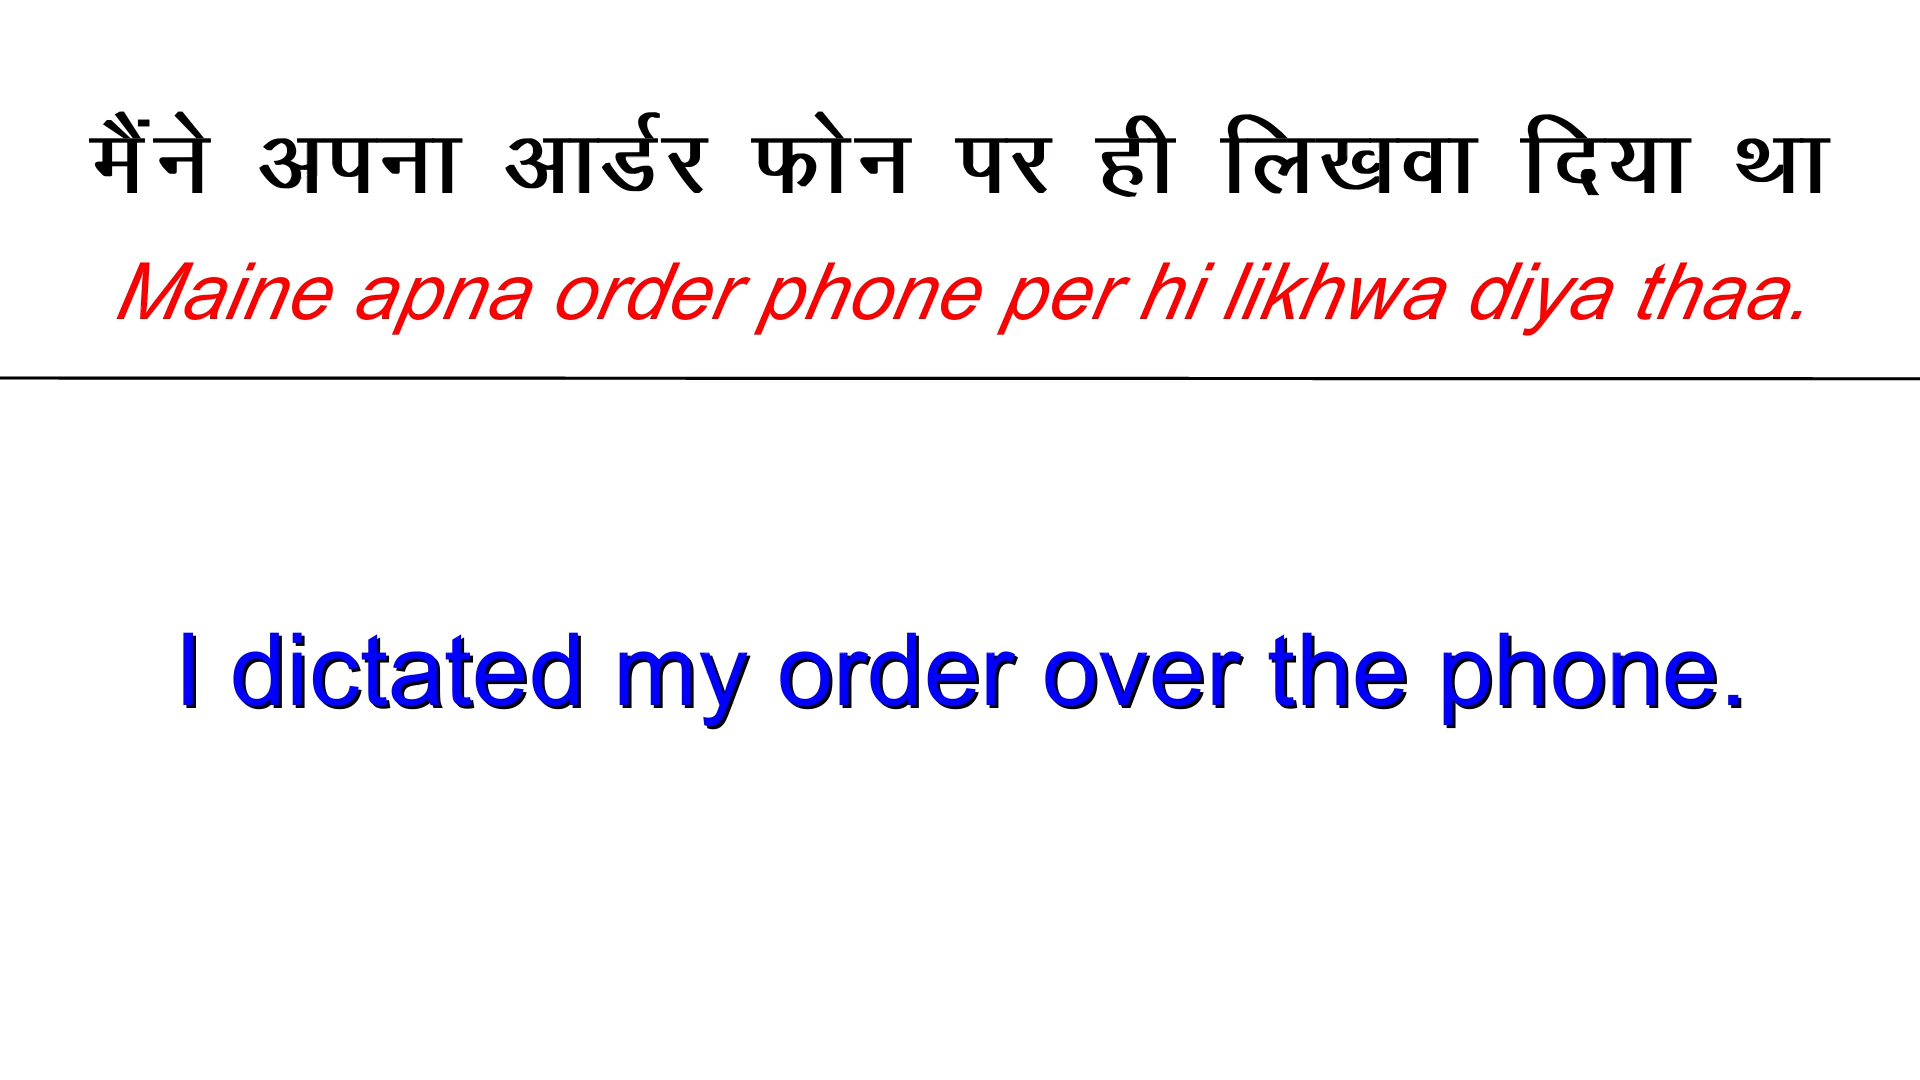 मैंने अपना आर्डर फोन पर ही लिखवा दिया था
Maine apna order phone per hi likhwa diya thaa.
I dictated my order over the phone.